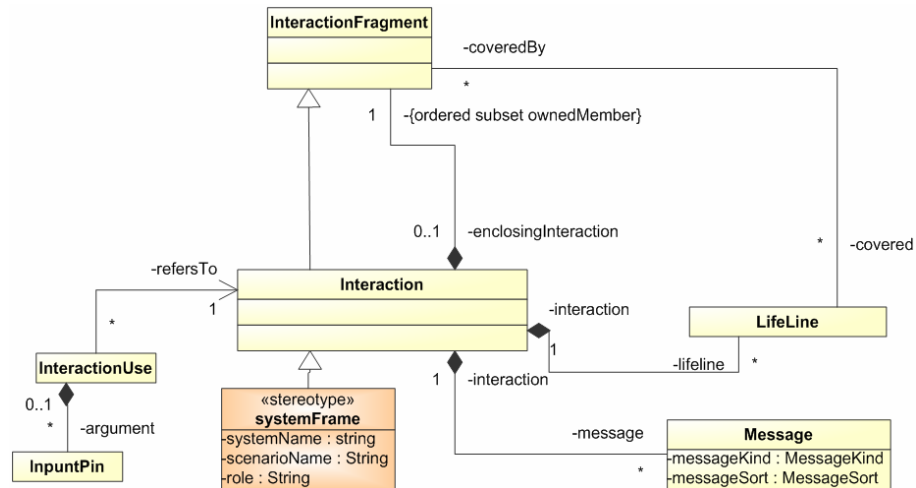 InteractionFragment
-coveredBy
*
1
-{ordered subset ownedMember}
0..1
-enclosingInteraction
*
-covered
-refersTo
1
*
Interaction
-interaction
1
LifeLine
-lifeline
*
InteractionUse
0..1
*
-argument
InpuntPin
1
-interaction
«stereotype»
systemFrame
-systemName : string
-scenarioName : String
-role : String
-message
*
Message
-messageKind : MessageKind
-messageSort : MessageSort